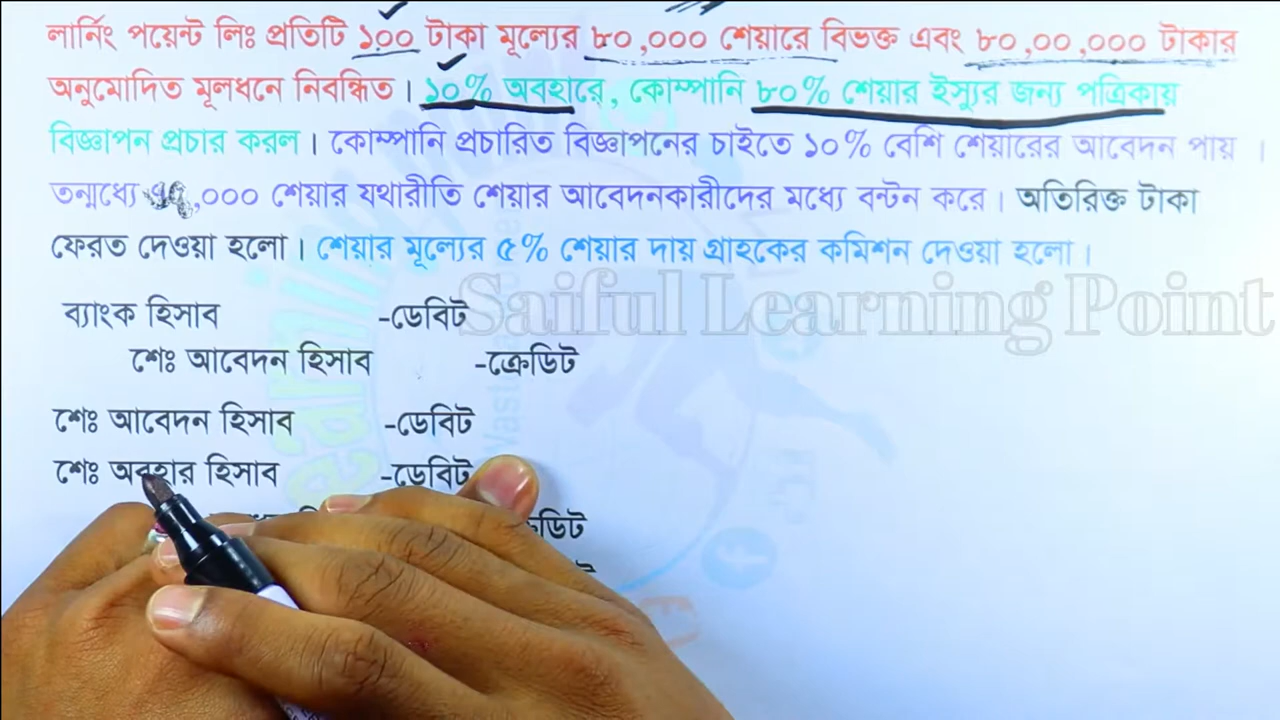 লার্নিং পয়েন্ট লিঃ প্রতিটি ১০০ টাকা মূল্যের ৮০,০০০ শেয়ারে বিভক্ত এবং ৮০,০০,০০০ টাকার
অনুমোদিত মূলধনে নিবন্ধিত । ১০% অবহারে, কোম্পানি ৮০% শেয়ার ইস্যুর জন্য পত্রিকায়
বিজ্ঞাপন প্রচার করল । কোম্পানি প্রচারিত বিজ্ঞাপনের চাইতে ১০% বেশি শেয়ারের আবেদন পায় ।
তন্মধ্যে ,০০০ শেয়ার যথারীতি শেয়ার আবেদনকারীদের মধ্যে বন্টন করে । অতিরিক্ত টাকা
ফেরত দেওয়া হলো । শেয়ার মূল্যের ৫% শেয়ার দায় গ্রাহকের কমিশন দেওয়া হলো ।
Saiful Learning Point
ব্যাংক হিসাব -ডেবিট
শেঃ আবেদন হিসাব -ক্রেডিট
শেঃ আবেদন হিসাব -ডেবিট
শেঃ অবহার হিসাব -ডেবিট